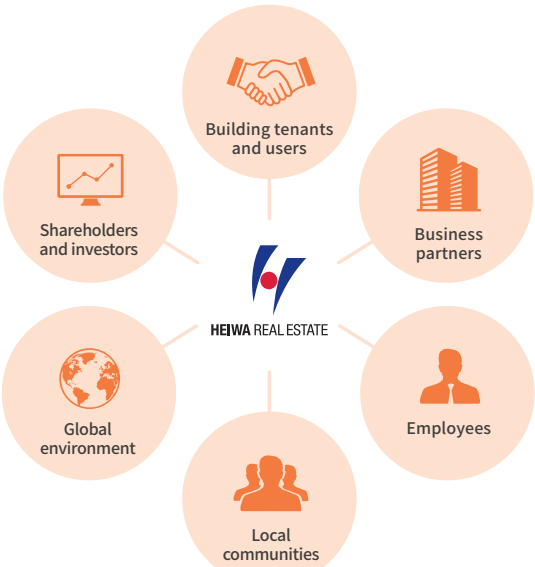 Building tenants
and users
Shareholders
and investors
Business
partners
HEIWA REAL ESTATE
Global
environment
Employees
Local
communities